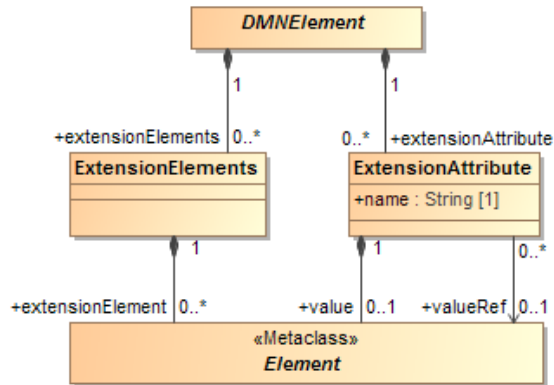 DMNElement
1 1
+extensionElements 0..* 0..* +extensionAttribute
ExtensionElements ExtensionAttribute
+name : String [1]
1 1 0..*
+extensionElement 0..* +value 0..1 +valueRef 0..1
«Metaclass»
Element